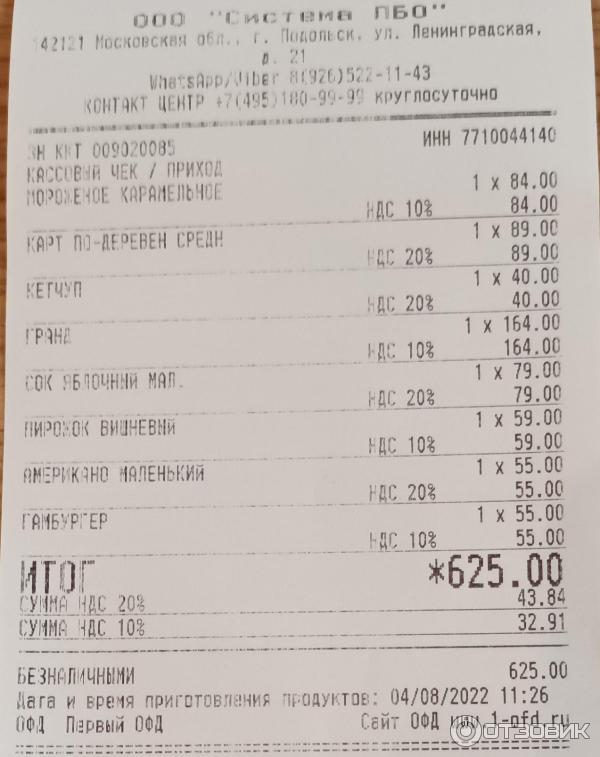 ООО "Система ПБО"
142121 Московская обл., г. Подольск, ул. Ленинградская,
д. 21
WhatsApp/Viber 8(926)522-11-43
КОНТАКТ ЦЕНТР +7(495)180-99-99 круглосуточно
ЗН ККТ 009020085 ИНН 7710044140
КАССОВЫЙ ЧЕК / ПРИХОД
МОРОЖЕНОЕ КАРАМЕЛЬНОЕ 1 x 84.00
НДС 10% 84.00
КАРТ ПО-ДЕРЕВЕН СРЕДН 1 x 89.00
НДС 20% 89.00
КЕТЧУП 1 x 40.00
НДС 20% 40.00
ГРАНД 1 x 164.00
НДС 10% 164.00
СОК ЯБЛОЧНЫЙ МАЛ. 1 x 79.00
НДС 20% 79.00
ПИРОЖОК ВИШНЕВЫЙ 1 x 59.00
НДС 10% 59.00
АМЕРИКАНО МАЛЕНЬКИЙ 1 x 55.00
НДС 20% 55.00
ГАМБУРГЕР 1 x 55.00
НДС 10% 55.00
ИТОГ *625.00
СУММА НДС 20% 43.84
СУММА НДС 10% 32.91
БЕЗНАЛИЧНЫМИ 625.00
Дата и время приготовления продуктов: 04/08/2022 11:26
ОФД Первый ОФД Сайт ОФД www.1-ofd.ru
ОТЗОВИК